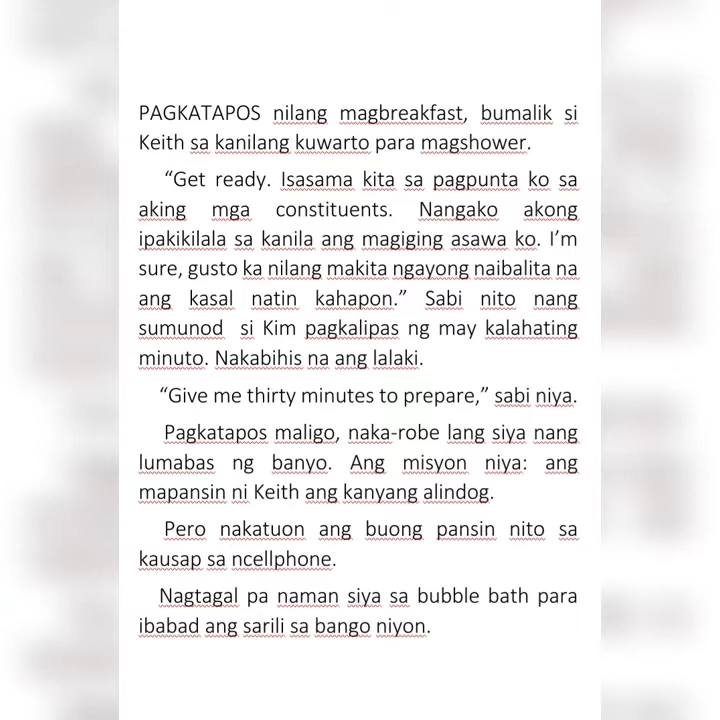 PAGKATAPOS nilang magbreakfast, bumalik si
Keith sa kanilang kuwarto para magshower.
“Get ready. Isasama kita sa pagpunta ko sa
aking mga constituents. Nangako akong
ipakikilala sa kanila ang magiging asawa ko. I’m
sure, gusto ka nilang makita ngayong naibalita na
ang kasal natin kahapon.” Sabi nito nang
sumunod si Kim pagkalipas ng may kalahating
minuto. Nakabihis na ang lalaki.
“Give me thirty minutes to prepare,” sabi niya.
Pagkatapos maligo, naka-robe lang siya nang
lumabas ng banyo. Ang misyon niya: ang
mapansin ni Keith ang kanyang alindog.
Pero nakatuon ang buong pansin nito sa
kausap sa ncellphone.
Nagtagal pa naman siya sa bubble bath para
ibabad ang sarili sa bango niyon.